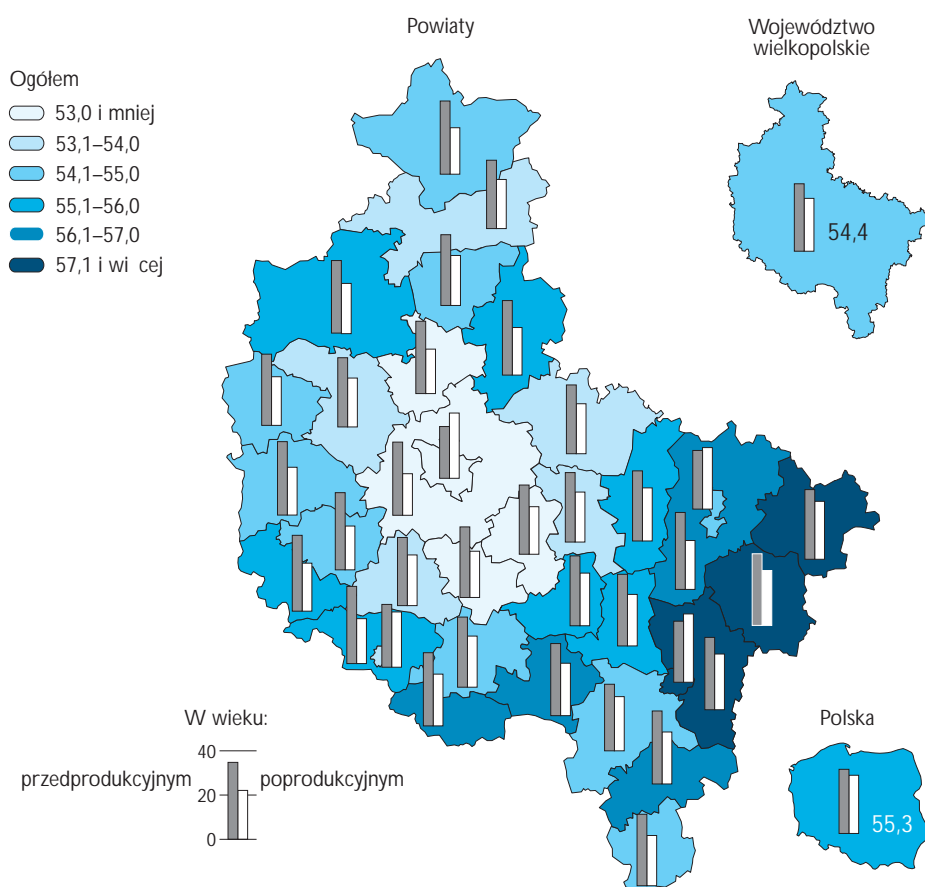 Powiaty
Województwo
wielkopolskie
Ogółem
53,0 i mniej
53,1–54,0
54,1–55,0
55,1–56,0
56,1–57,0
57,1 i wi cej
54,4
W wieku:
40
przedprodukcyjnym
20
poprodukcyjnym
0
Polska
55,3